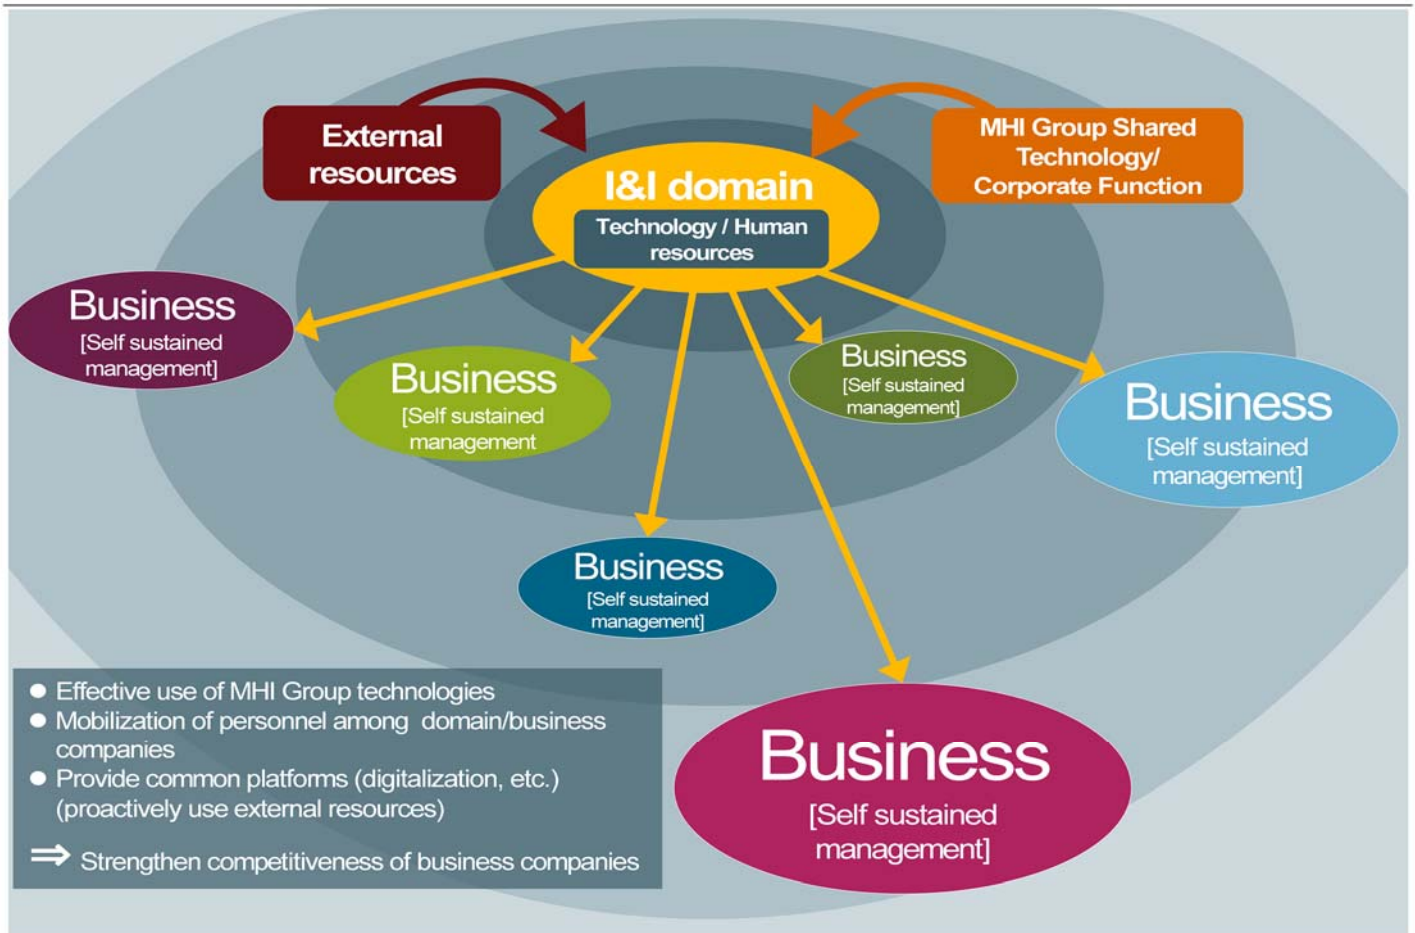 External
resources
MHI Group Shared
Technology/
Corporate Function
I&I domain
Technology / Human
resources
Business
[Self sustained
management]
Business
[Self sustained
management
Business
[Self sustained
management]
Business
[Self sustained
management]
Business
[Self sustained
management]
Business
[Self sustained
management]
● Effective use of MHI Group technologies
● Mobilization of personnel among domain/business
companies
● Provide common platforms (digitalization, etc.)
(proactively use external resources)
⇒ Strengthen competitiveness of business companies